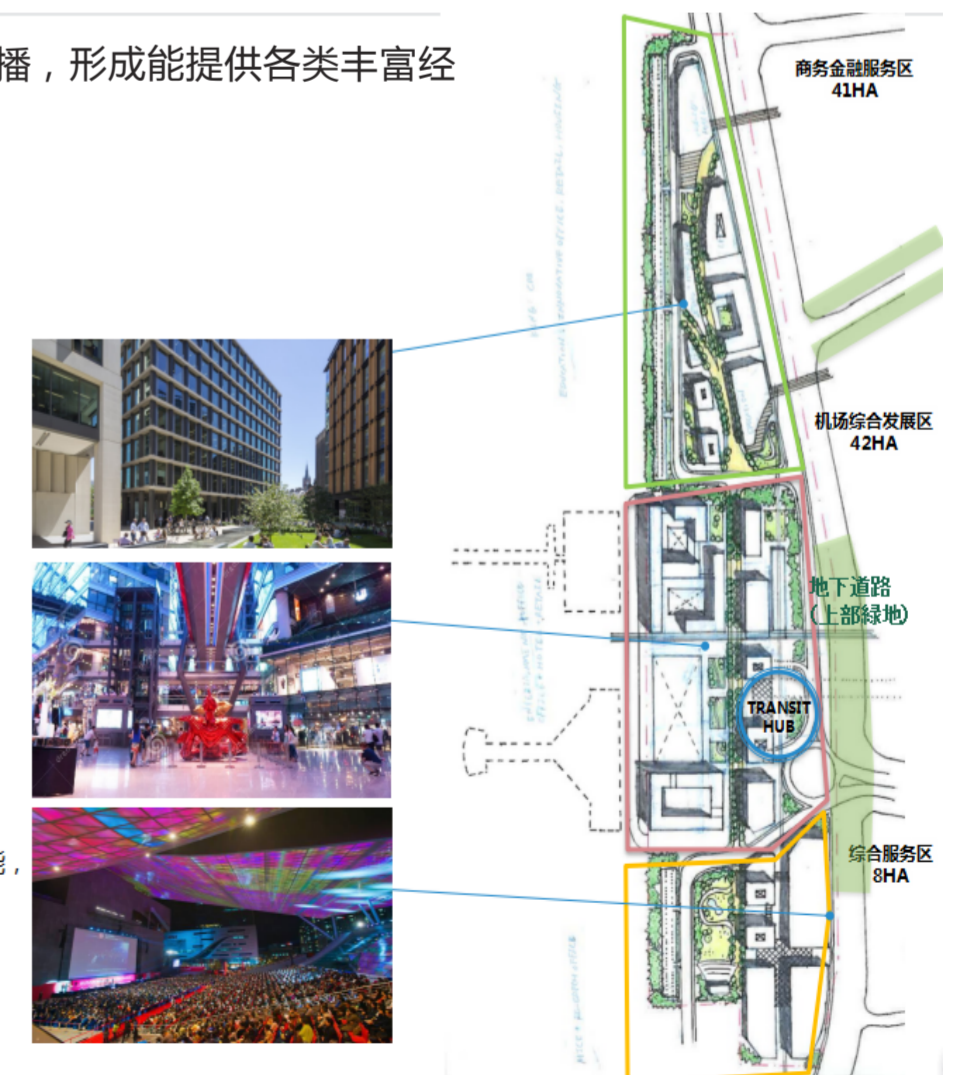 播，形成能提供各类丰富经
商务金融服务区
41HA
机场综合发展区
42HA
地下道路
(上部緑地)
TRANSIT
HUB
综合服务区
8HA
能，